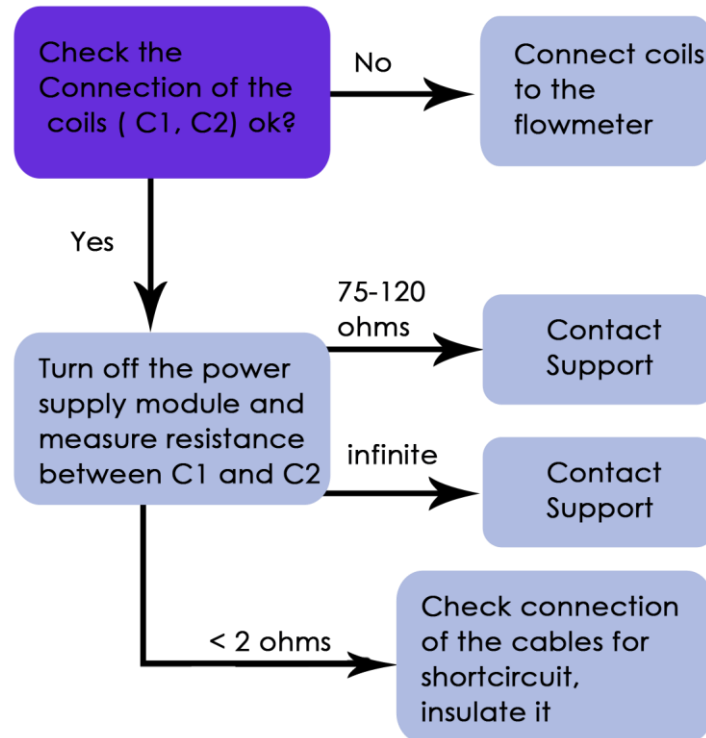 Check the
Connection of the
coils ( C1, C2) ok?
No
Connect coils
to the
flowmeter
Yes
75-120
ohms
Contact
Support
Turn off the power
supply module and
measure resistance
between C1 and C2
infinite
Contact
Support
< 2 ohms
Check connection
of the cables for
shortcircuit,
insulate it